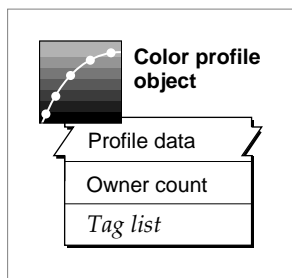 Color profile
object
Profile data
Owner count
Tag list